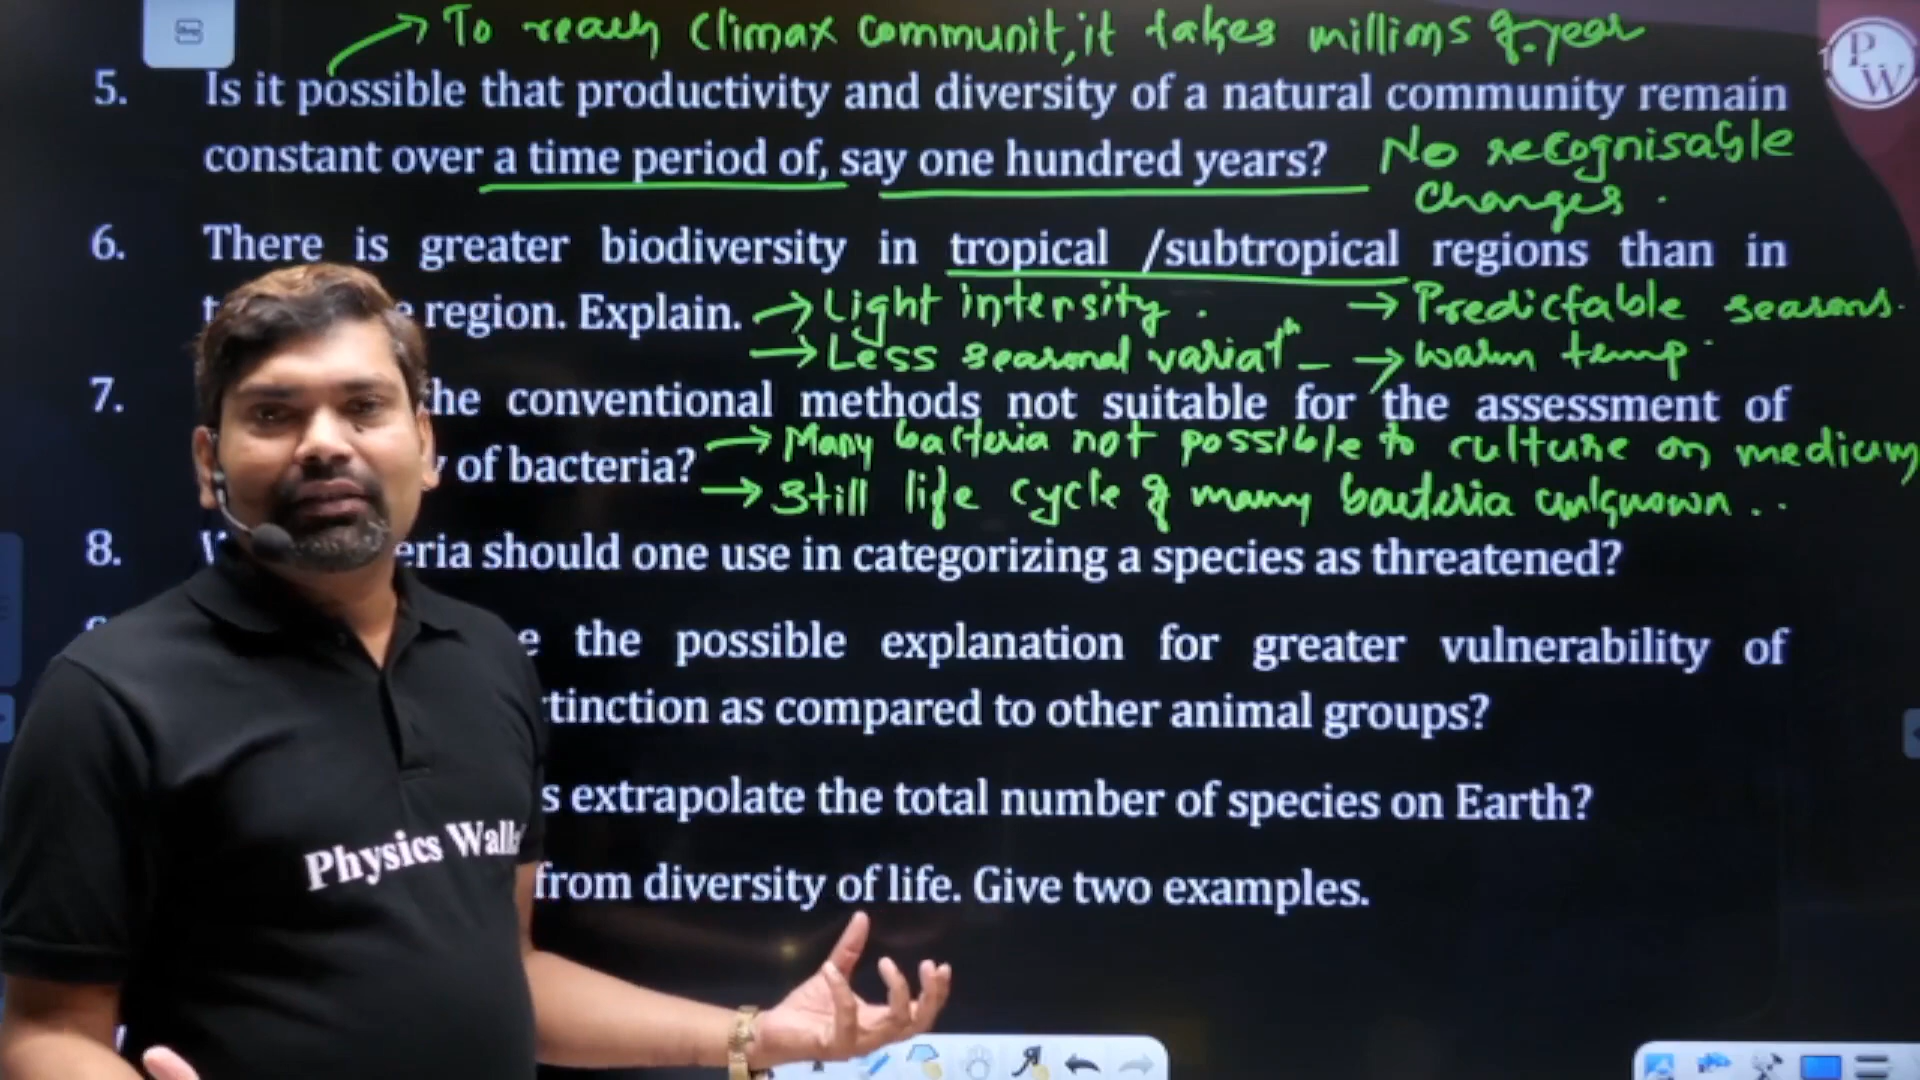 → To reach Climax Communit, it takes millions of year
5. Is it possible that productivity and diversity of a natural community remain
constant over a time period of, say one hundred years? No recognisable
changes.
6. There is greater biodiversity in tropical /subtropical regions than in
region. Explain. → Light intensity. → Predictable seasons.
→ Less seasonal variatn → Warm temp.
7. the conventional methods not suitable for the assessment of
of bacteria? → Many bacteria not possible to culture on medium
→ Still life cycle of many bacteria unknown..
8. should one use in categorizing a species as threatened?
the possible explanation for greater vulnerability of
as compared to other animal groups?
extrapolate the total number of species on Earth?
from diversity of life. Give two examples.
Physics Wall
PW